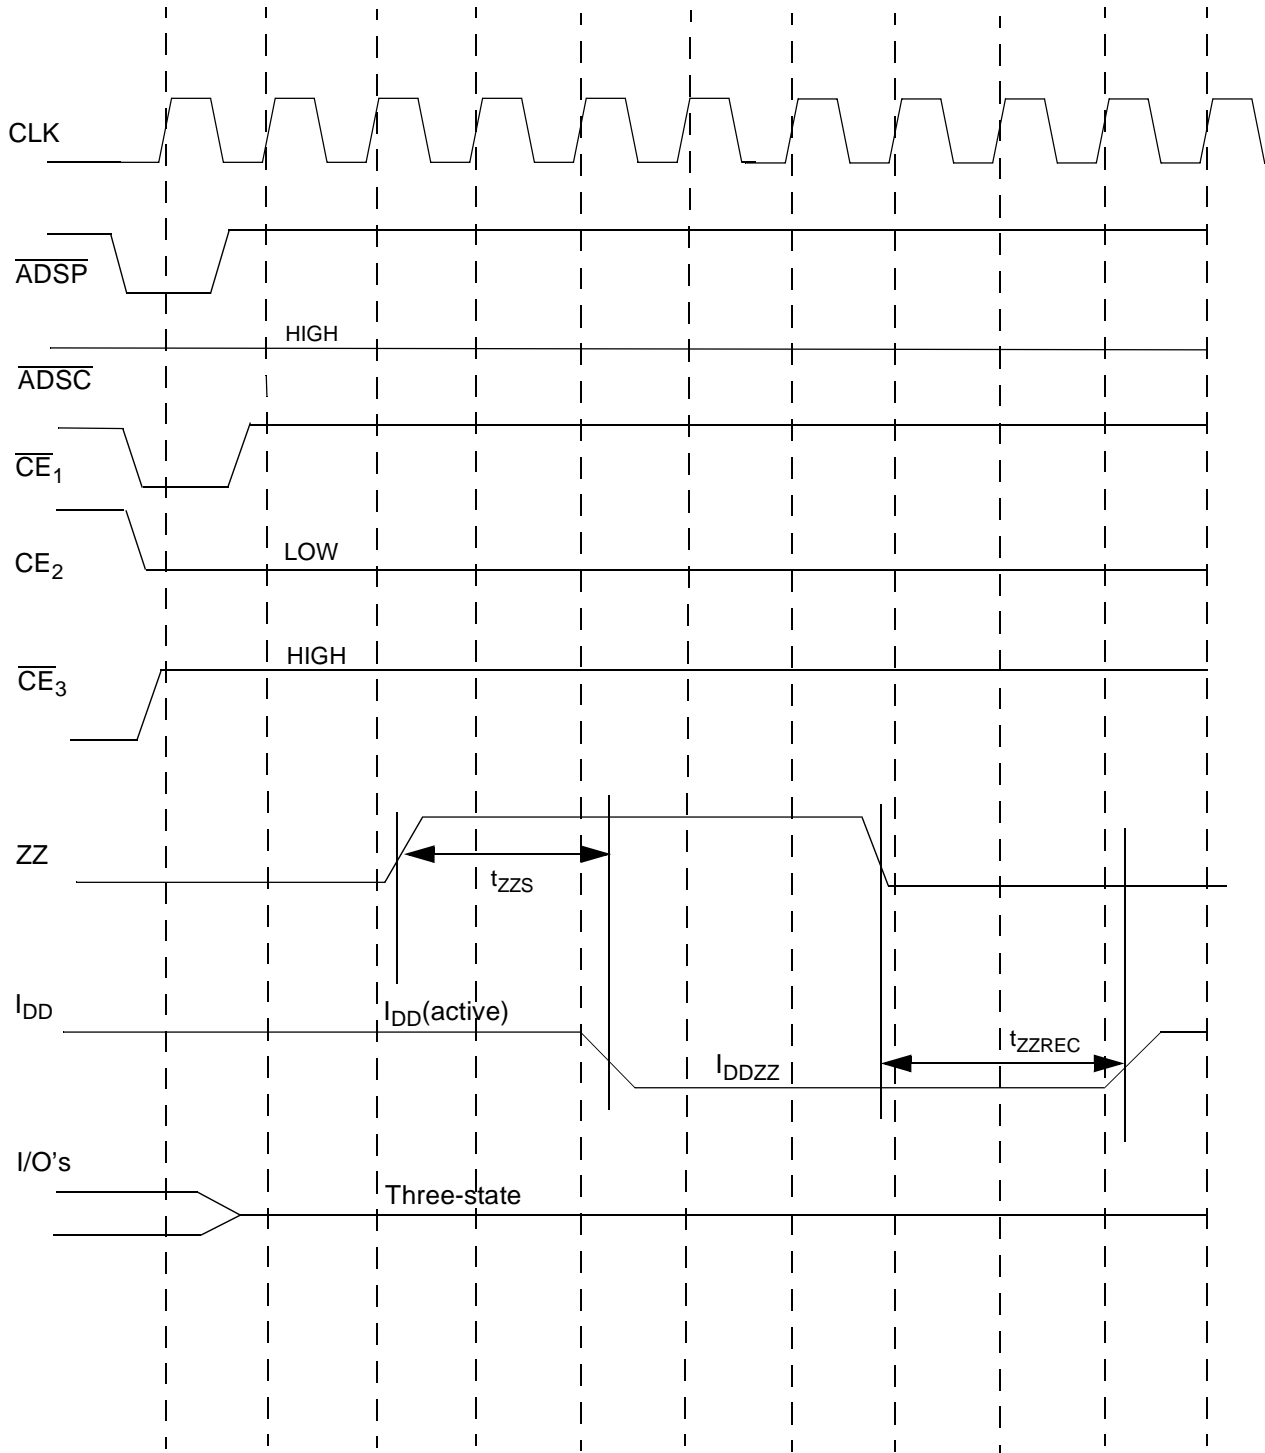 CLK
ADSP
HIGH
ADSC
CE1
LOW
CE2
HIGH
CE3
ZZ
tZZS
IDD
IDD(active)
tZZREC
IDDZZ
I/O's
Three-state